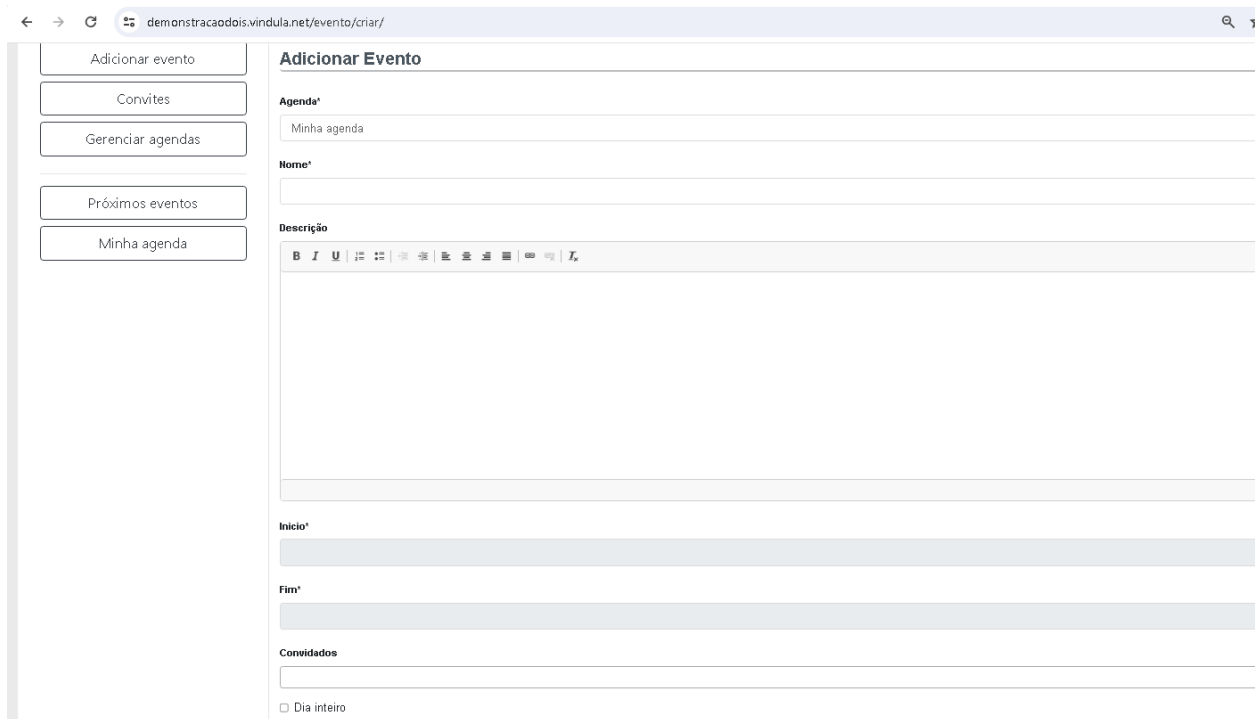 demonstracaodois.vindula.net/evento/criar/
Adicionar evento
Convites
Gerenciar agendas
Próximos eventos
Minha agenda
Adicionar Evento
Agenda*
Minha agenda
Nome*
Descrição
B I U
Inicio*
Fim*
Convidados
Dia inteiro